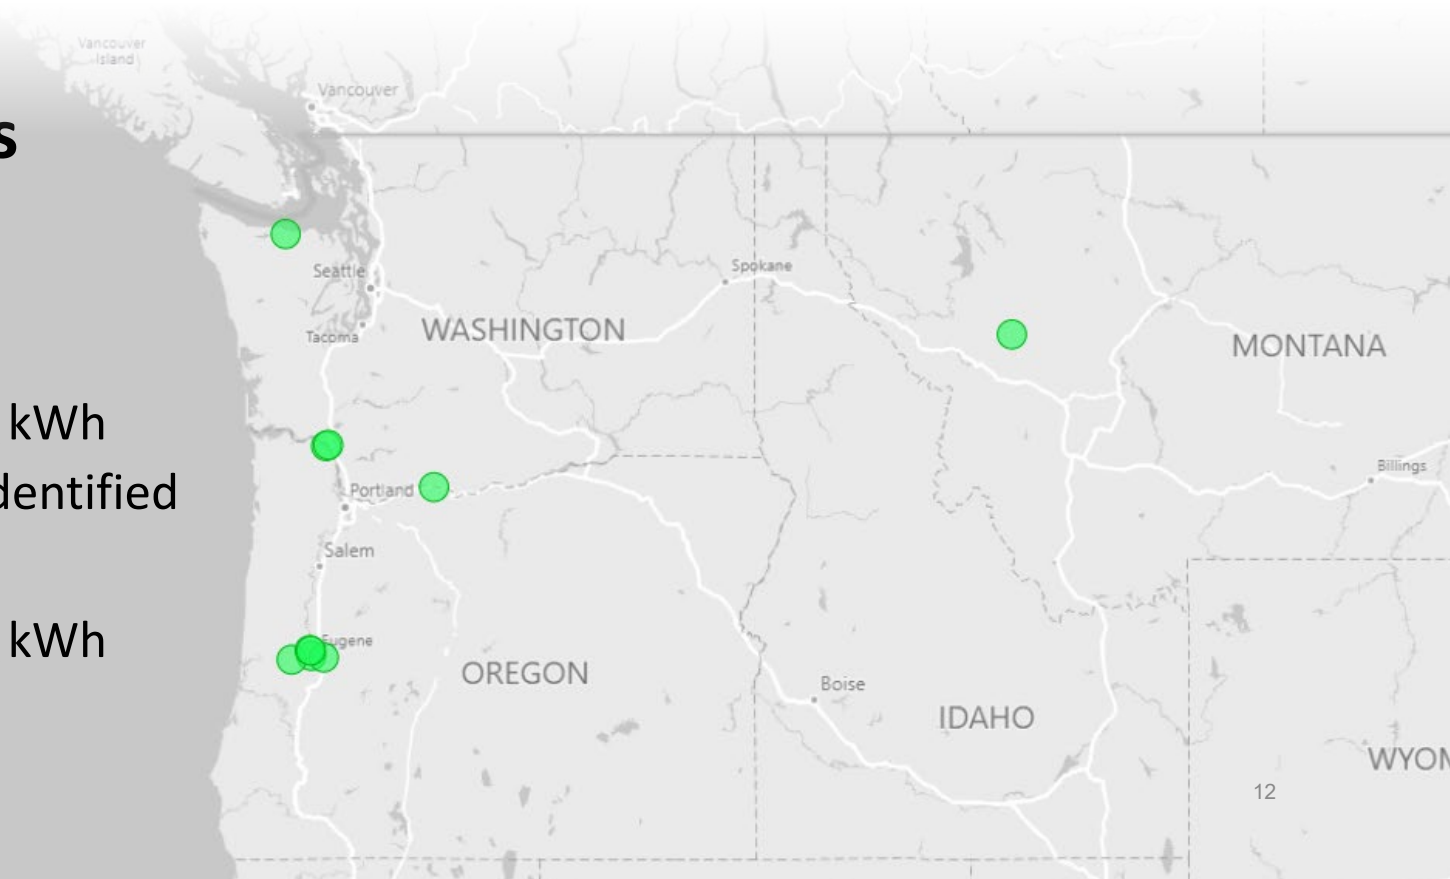 Vancouver
Island
Vancouver
s
Seattle
Spokane
Tacoma
WASHINGTON
MONTANA
kWh
Billings
dentified
Portland
Salem
kWh
Eugene
OREGON
Boise
IDAHO
WYOM
12